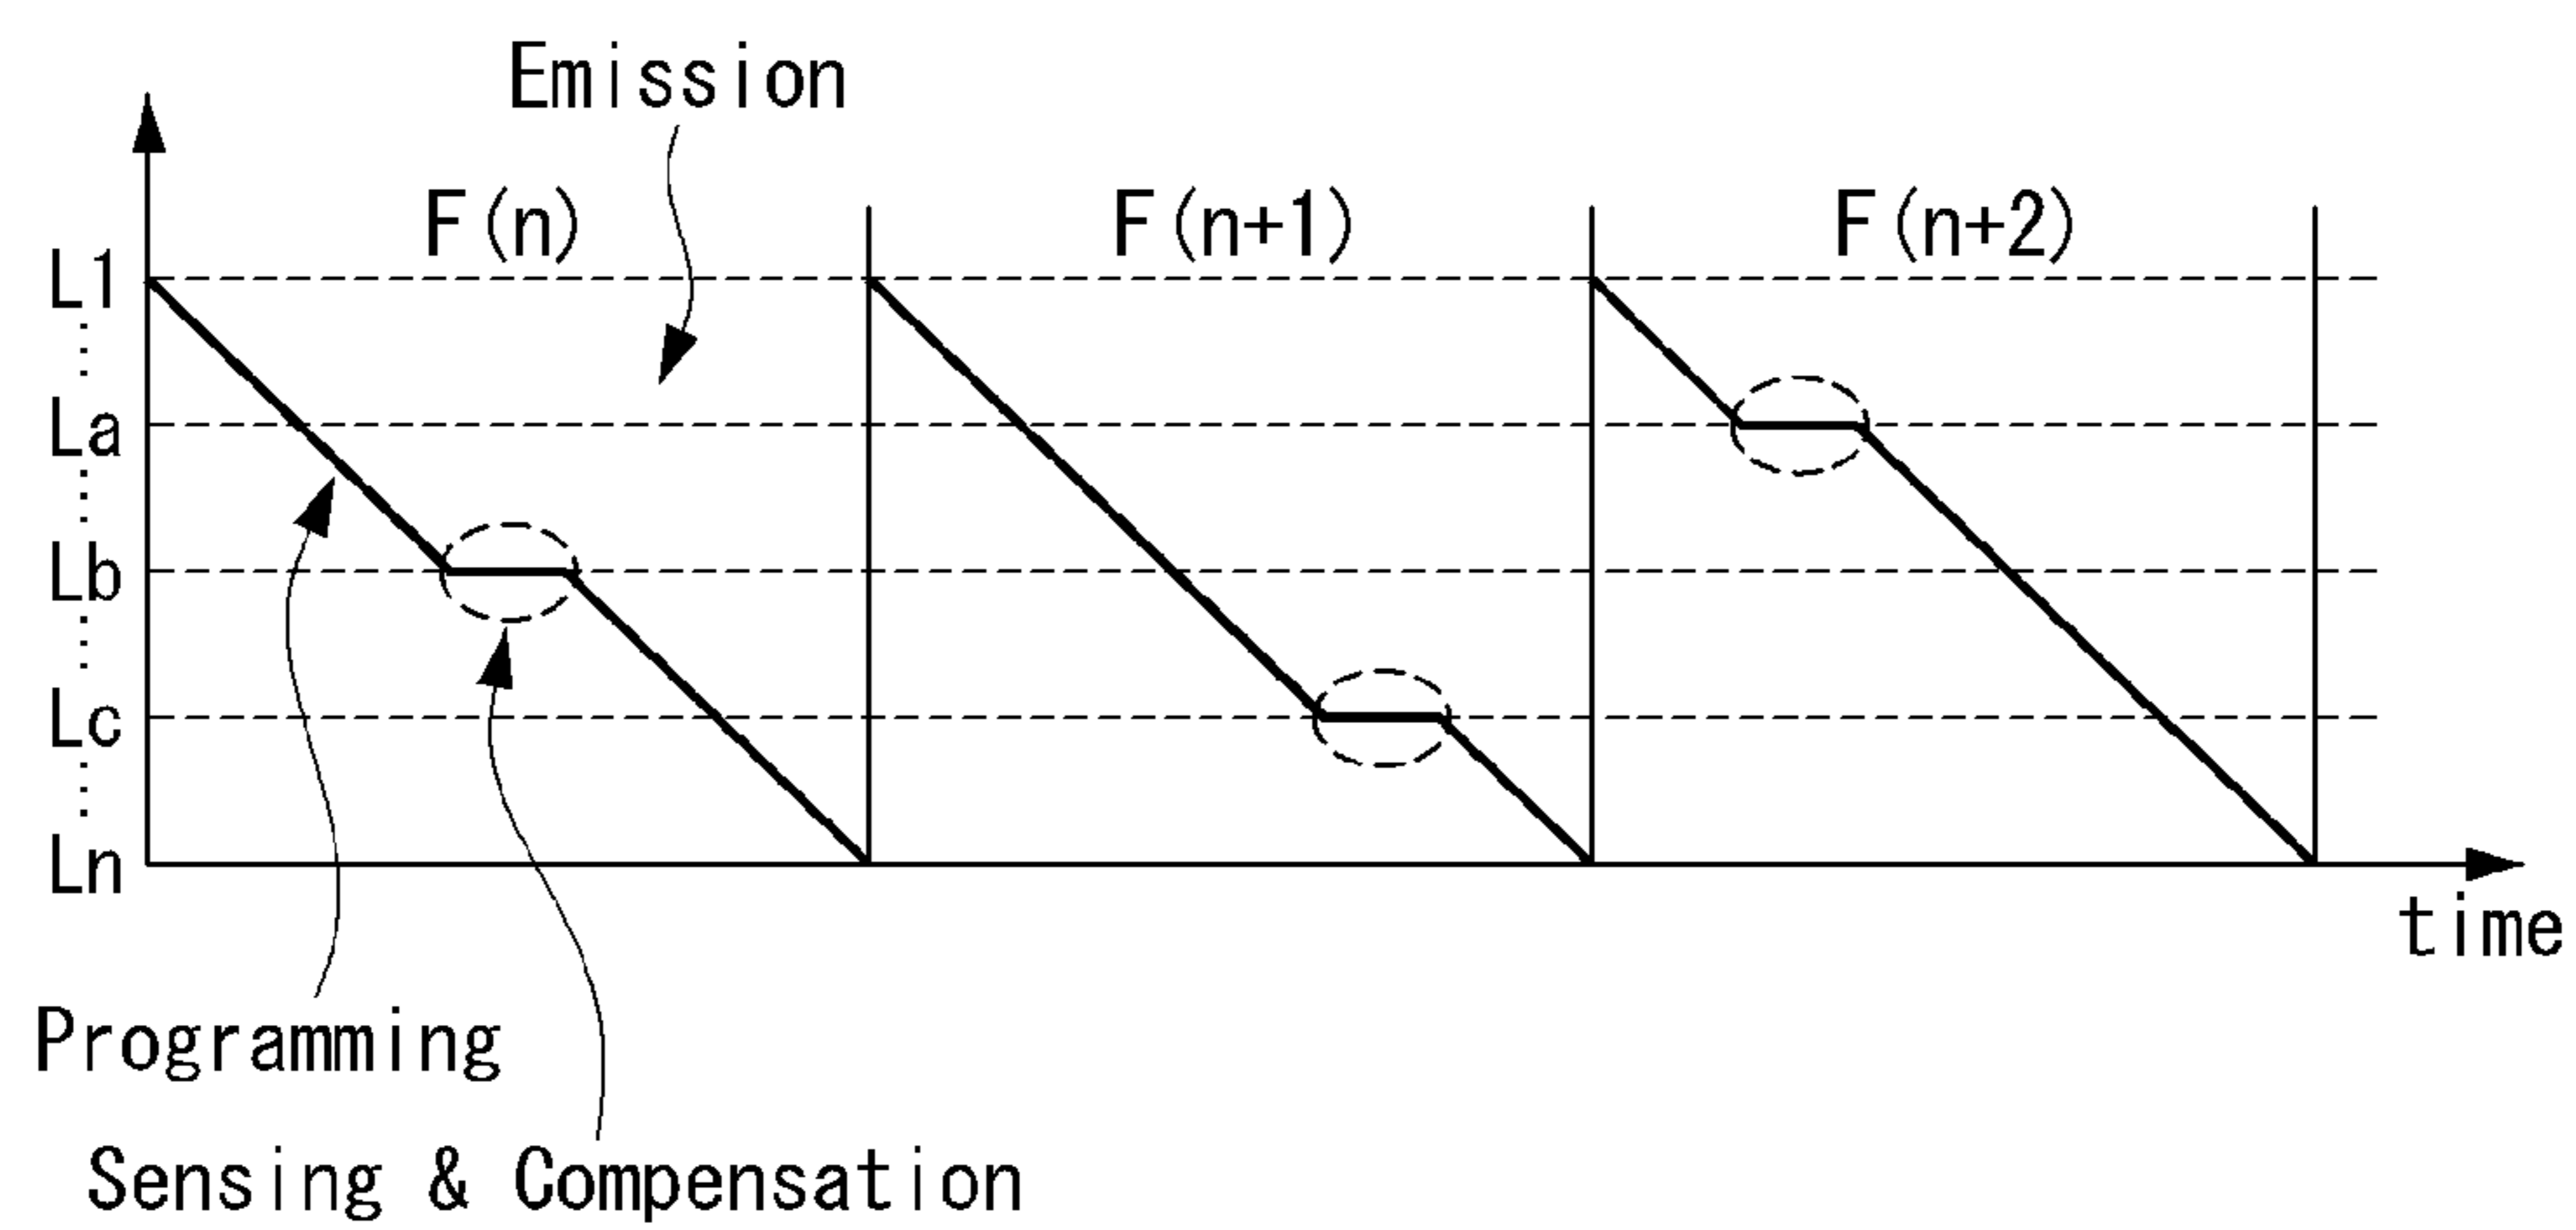 Emission
F(n)
F(n+1)
F(n+2)
L1
La
Lb
Lc
Ln
time
Programming
Sensing & Compensation